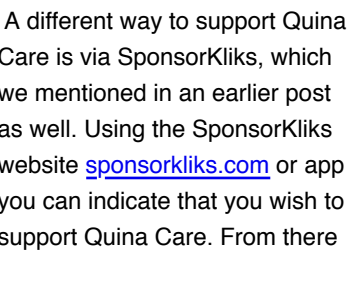 A different way to support Quina
Care is via SponsorKliks, which
we mentioned in an earlier post
as well. Using the SponsorKliks
website sponsorkliks.com or app
you can indicate that you wish to
support Quina Care. From there